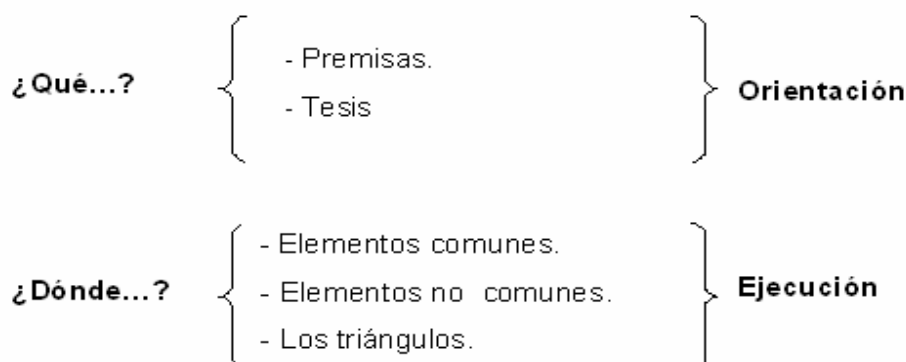 ¿Qué...?
- Premisas.
- Tesis
Orientación
¿Dónde...?
- Elementos comunes.
- Elementos no comunes.
- Los triángulos.
Ejecución